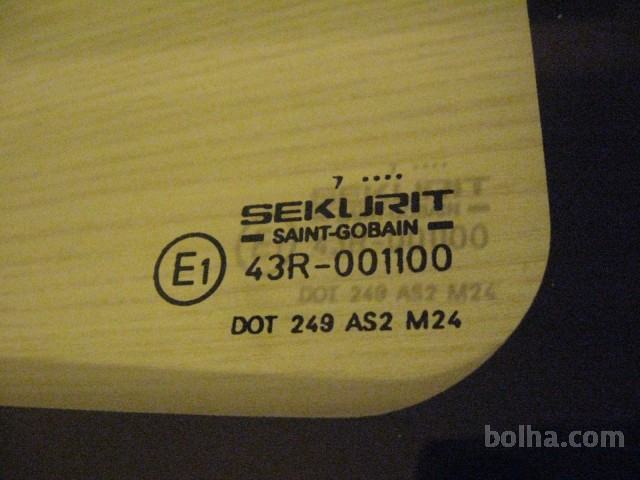 7 ....
SEKURIT
SAINT-GOBAIN
E1 43R-001100
DOT 249 AS2 M24
bolha.com